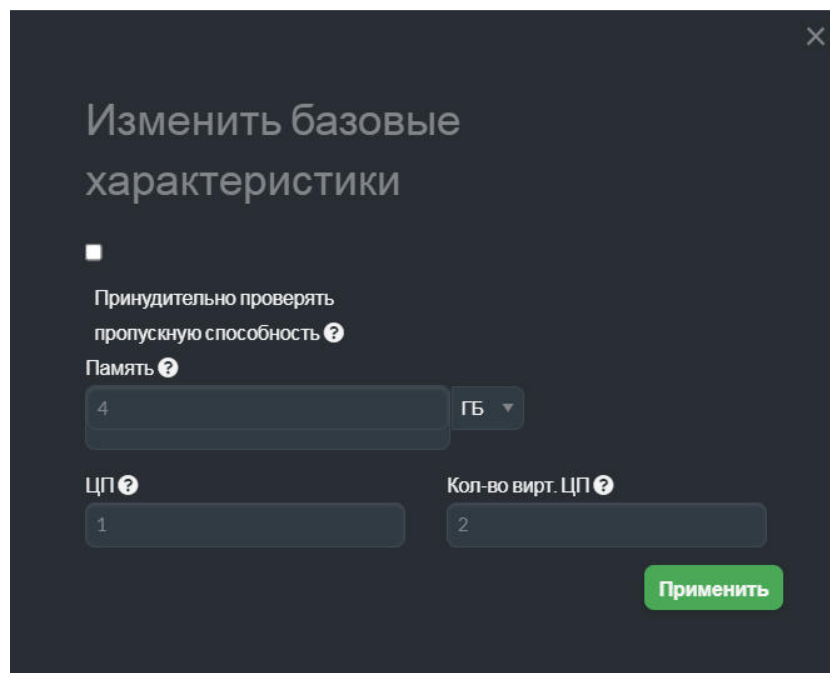 Изменить базовые
характеристики
Принудительно проверять
пропускную способность ?
Память ?
4 ГБ
ЦП ? Кол-во вирт. ЦП ?
1 2
Применить